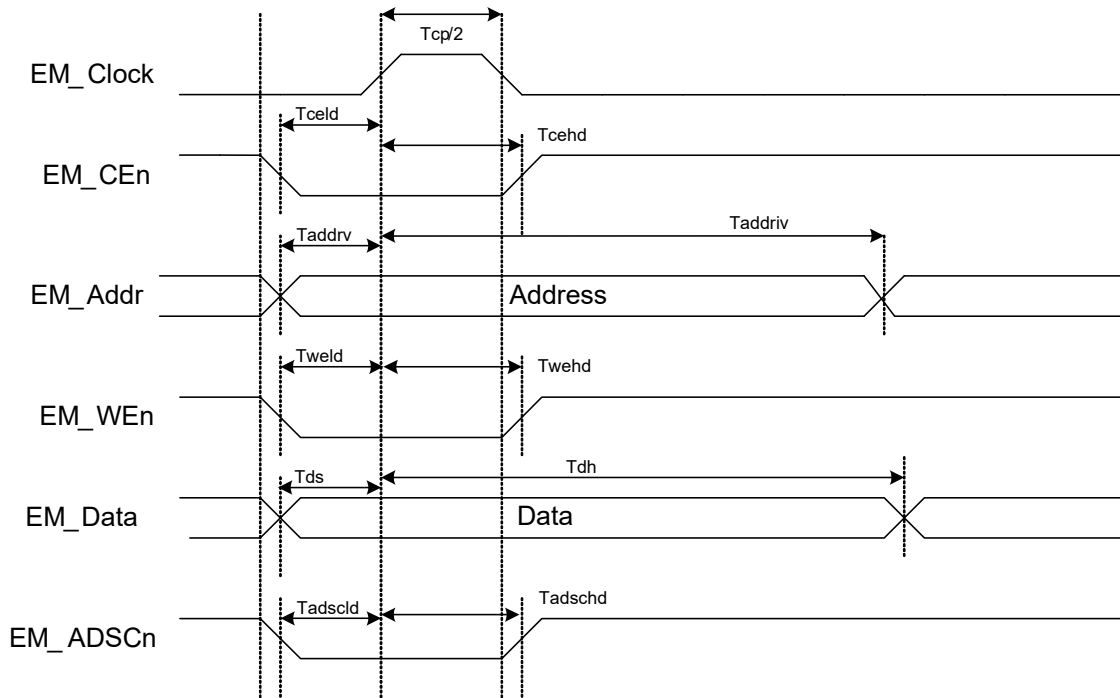 Tcp/2
EM_Clock
Tceld
Tcehd
EM_CEn
Taddrv
Taddriv
EM_Addr
Address
Tweld
Twehd
EM_WEn
Tds
Tdh
EM_Data
Data
Tadscld
Tadschd
EM_ADSCn